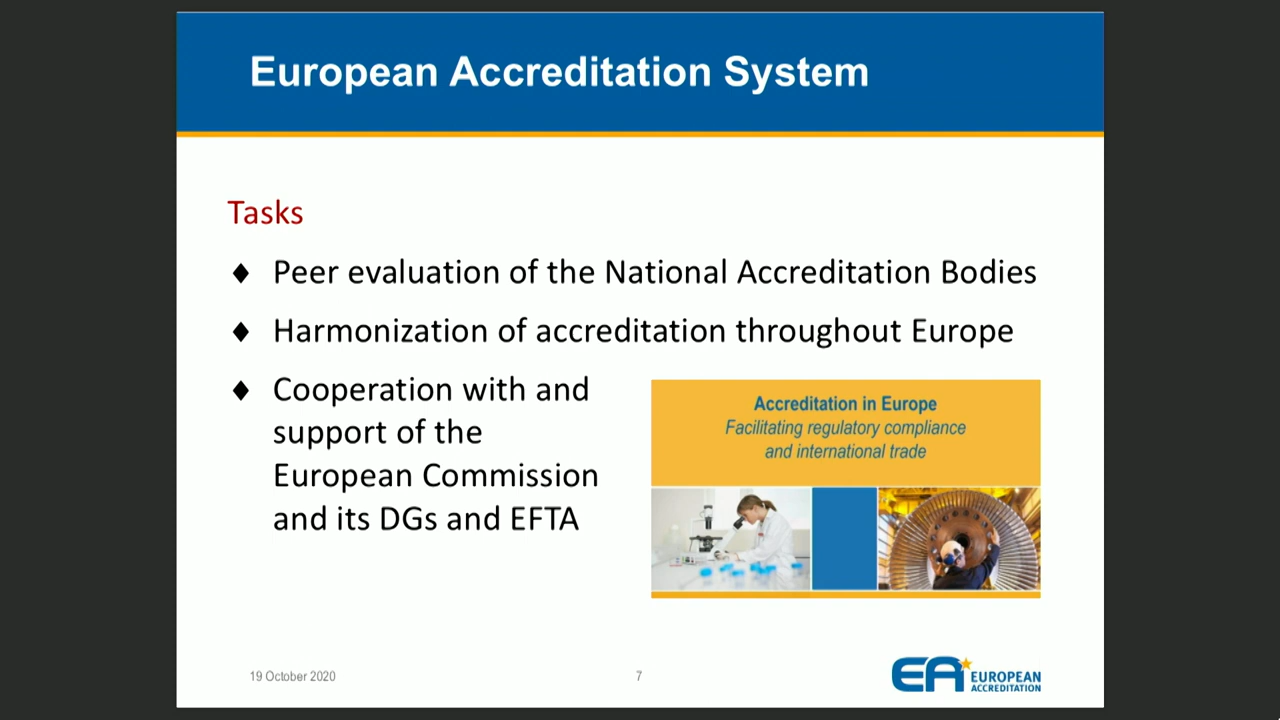 European Accreditation System
Tasks
♦ Peer evaluation of the National Accreditation Bodies
♦ Harmonization of accreditation throughout Europe
♦ Cooperation with and
support of the
European Commission
and its DGs and EFTA
Accreditation in Europe
Facilitating regulatory compliance
and international trade
19 October 2020
7
EA EUROPEAN
ACCREDITATION